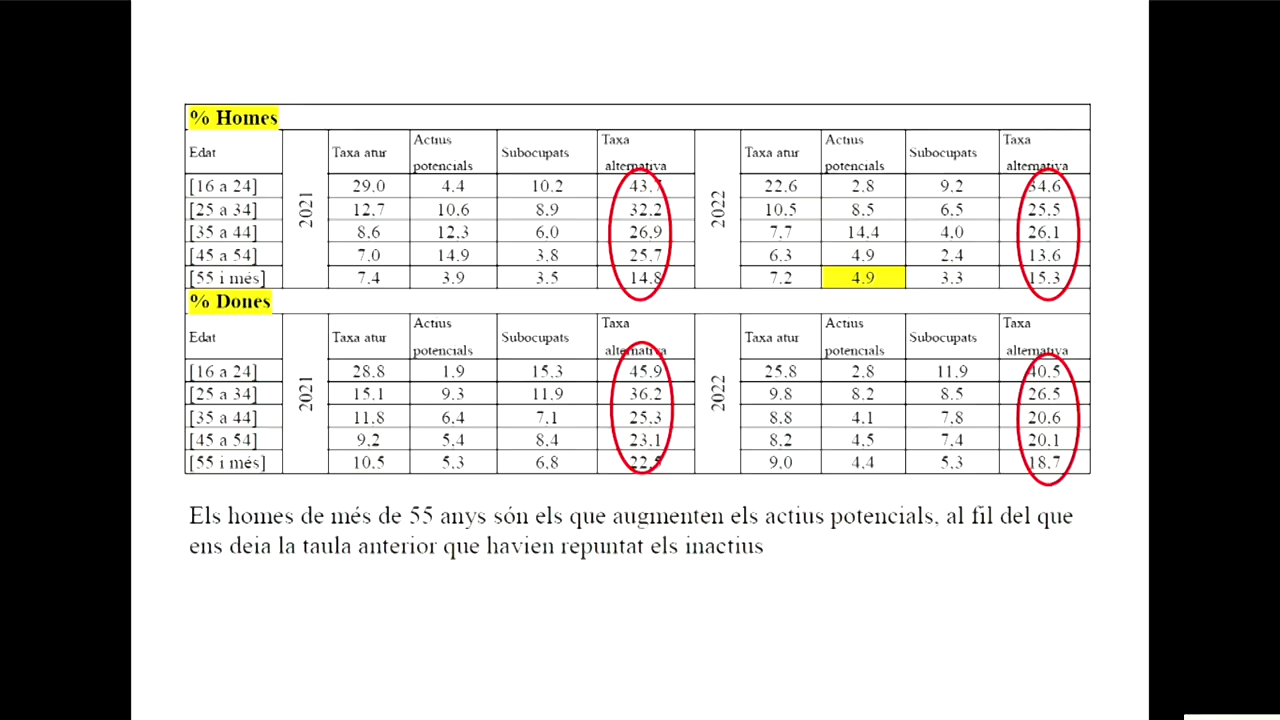 % Homes
Edat 2021 Taxa atur Actius potencials Subocupats Taxa alternativa 2022 Taxa atur Actius potencials Subocupats Taxa alternativa
[16 a 24] 29.0 4.4 10.2 43.7 22.6 2.8 9.2 34.6
[25 a 34] 12.7 10.6 8.9 32.2 10.5 8.5 6.5 25.5
[35 a 44] 8.6 12.3 6.0 26.9 7.7 14.4 4.0 26.1
[45 a 54] 7.0 14.9 3.8 25.7 6.3 4.9 2.4 13.6
[55 i més] 7.4 3.9 3.5 14.8 7.2 4.9 3.3 15.3
% Dones
Edat 2021 Taxa atur Actius potencials Subocupats Taxa alternativa 2022 Taxa atur Actius potencials Subocupats Taxa alternativa
[16 a 24] 28.8 1.9 15.3 45.9 25.8 2.8 11.9 40.5
[25 a 34] 15.1 9.3 11.9 36.2 9.8 8.2 8.5 26.5
[35 a 44] 11.8 6.4 7.1 25.3 8.8 4.1 7.8 20.6
[45 a 54] 9.2 5.4 8.4 23.1 8.2 4.5 7.4 20.1
[55 i més] 10.5 5.3 6.8 22.5 9.0 4.4 5.3 18.7
Els homes de més de 55 anys són els que augmenten els actius potencials, al fil del que
ens deia la taula anterior que havien repuntat els inactius